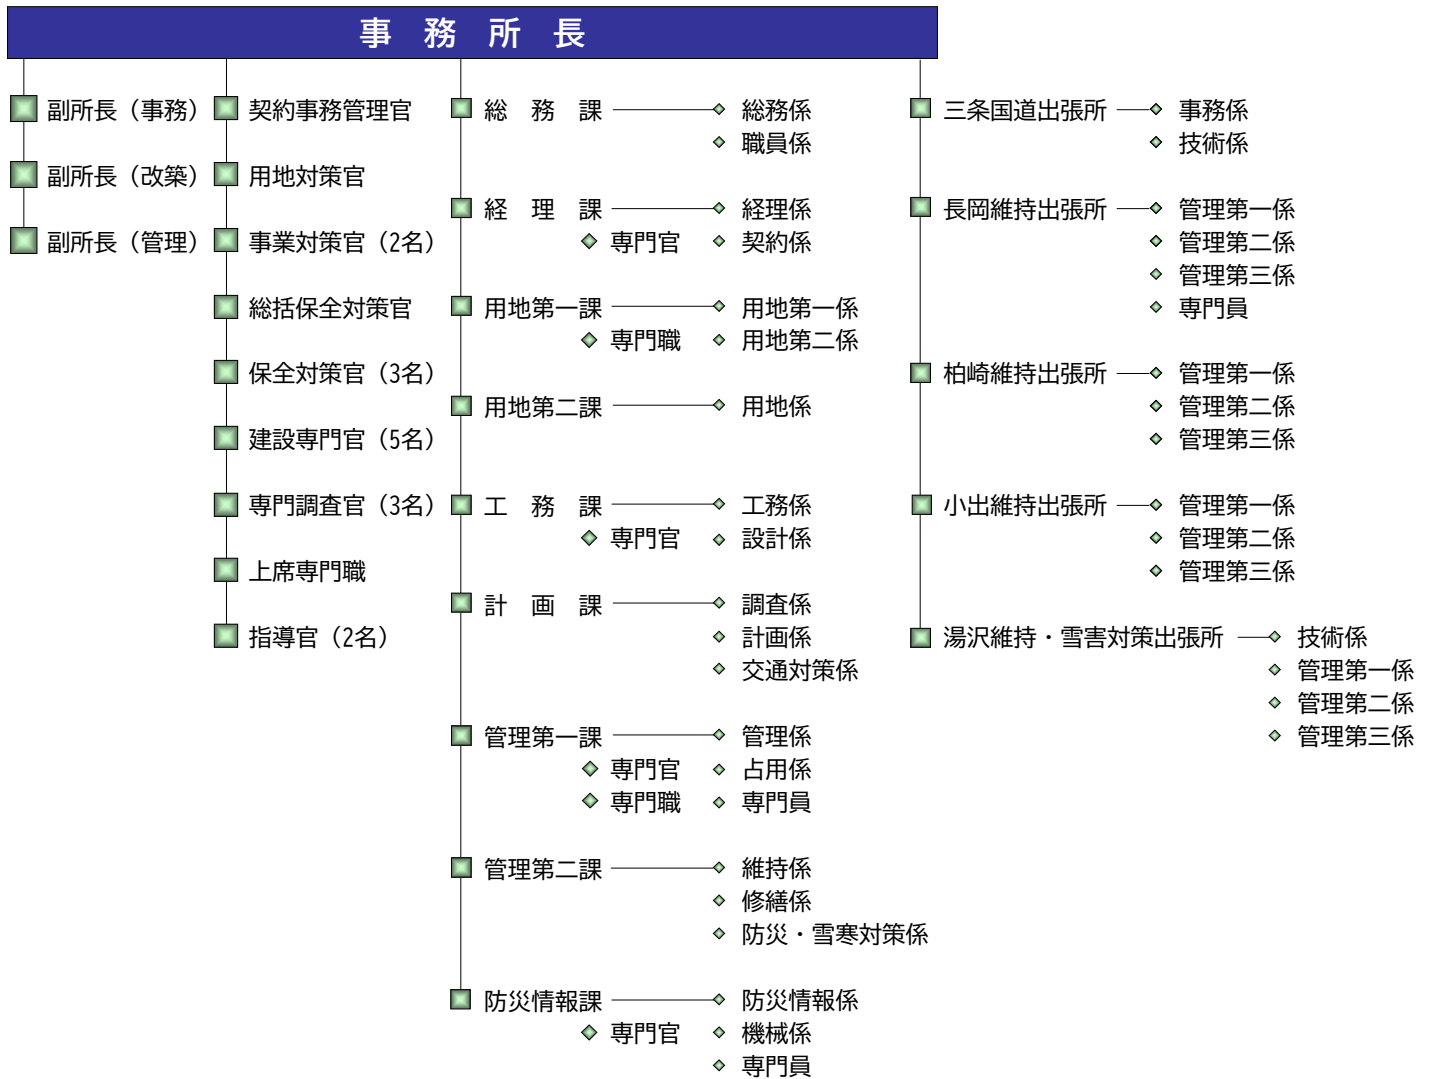 事　務　所　長
副所長（事務）
副所長（改築）
副所長（管理）
契約事務管理官
用地対策官
事業対策官（2名）
総括保全対策官
保全対策官（3名）
建設専門官（5名）
専門調査官（3名）
上席専門職
指導官（2名）
総　務　課
総務係
職員係
経　理　課
経理係
専門官
契約係
用地第一課
用地第一係
専門職
用地第二係
用地第二課
用地係
工　務　課
工務係
専門官
設計係
計　画　課
調査係
計画係
交通対策係
管理第一課
管理係
専門官
占用係
専門職
専門員
管理第二課
維持係
修繕係
防災・雪寒対策係
防災情報課
防災情報係
専門官
機械係
専門員
三条国道出張所
事務係
技術係
長岡維持出張所
管理第一係
管理第二係
管理第三係
専門員
柏崎維持出張所
管理第一係
管理第二係
管理第三係
小出維持出張所
管理第一係
管理第二係
管理第三係
湯沢維持・雪害対策出張所
技術係
管理第一係
管理第二係
管理第三係